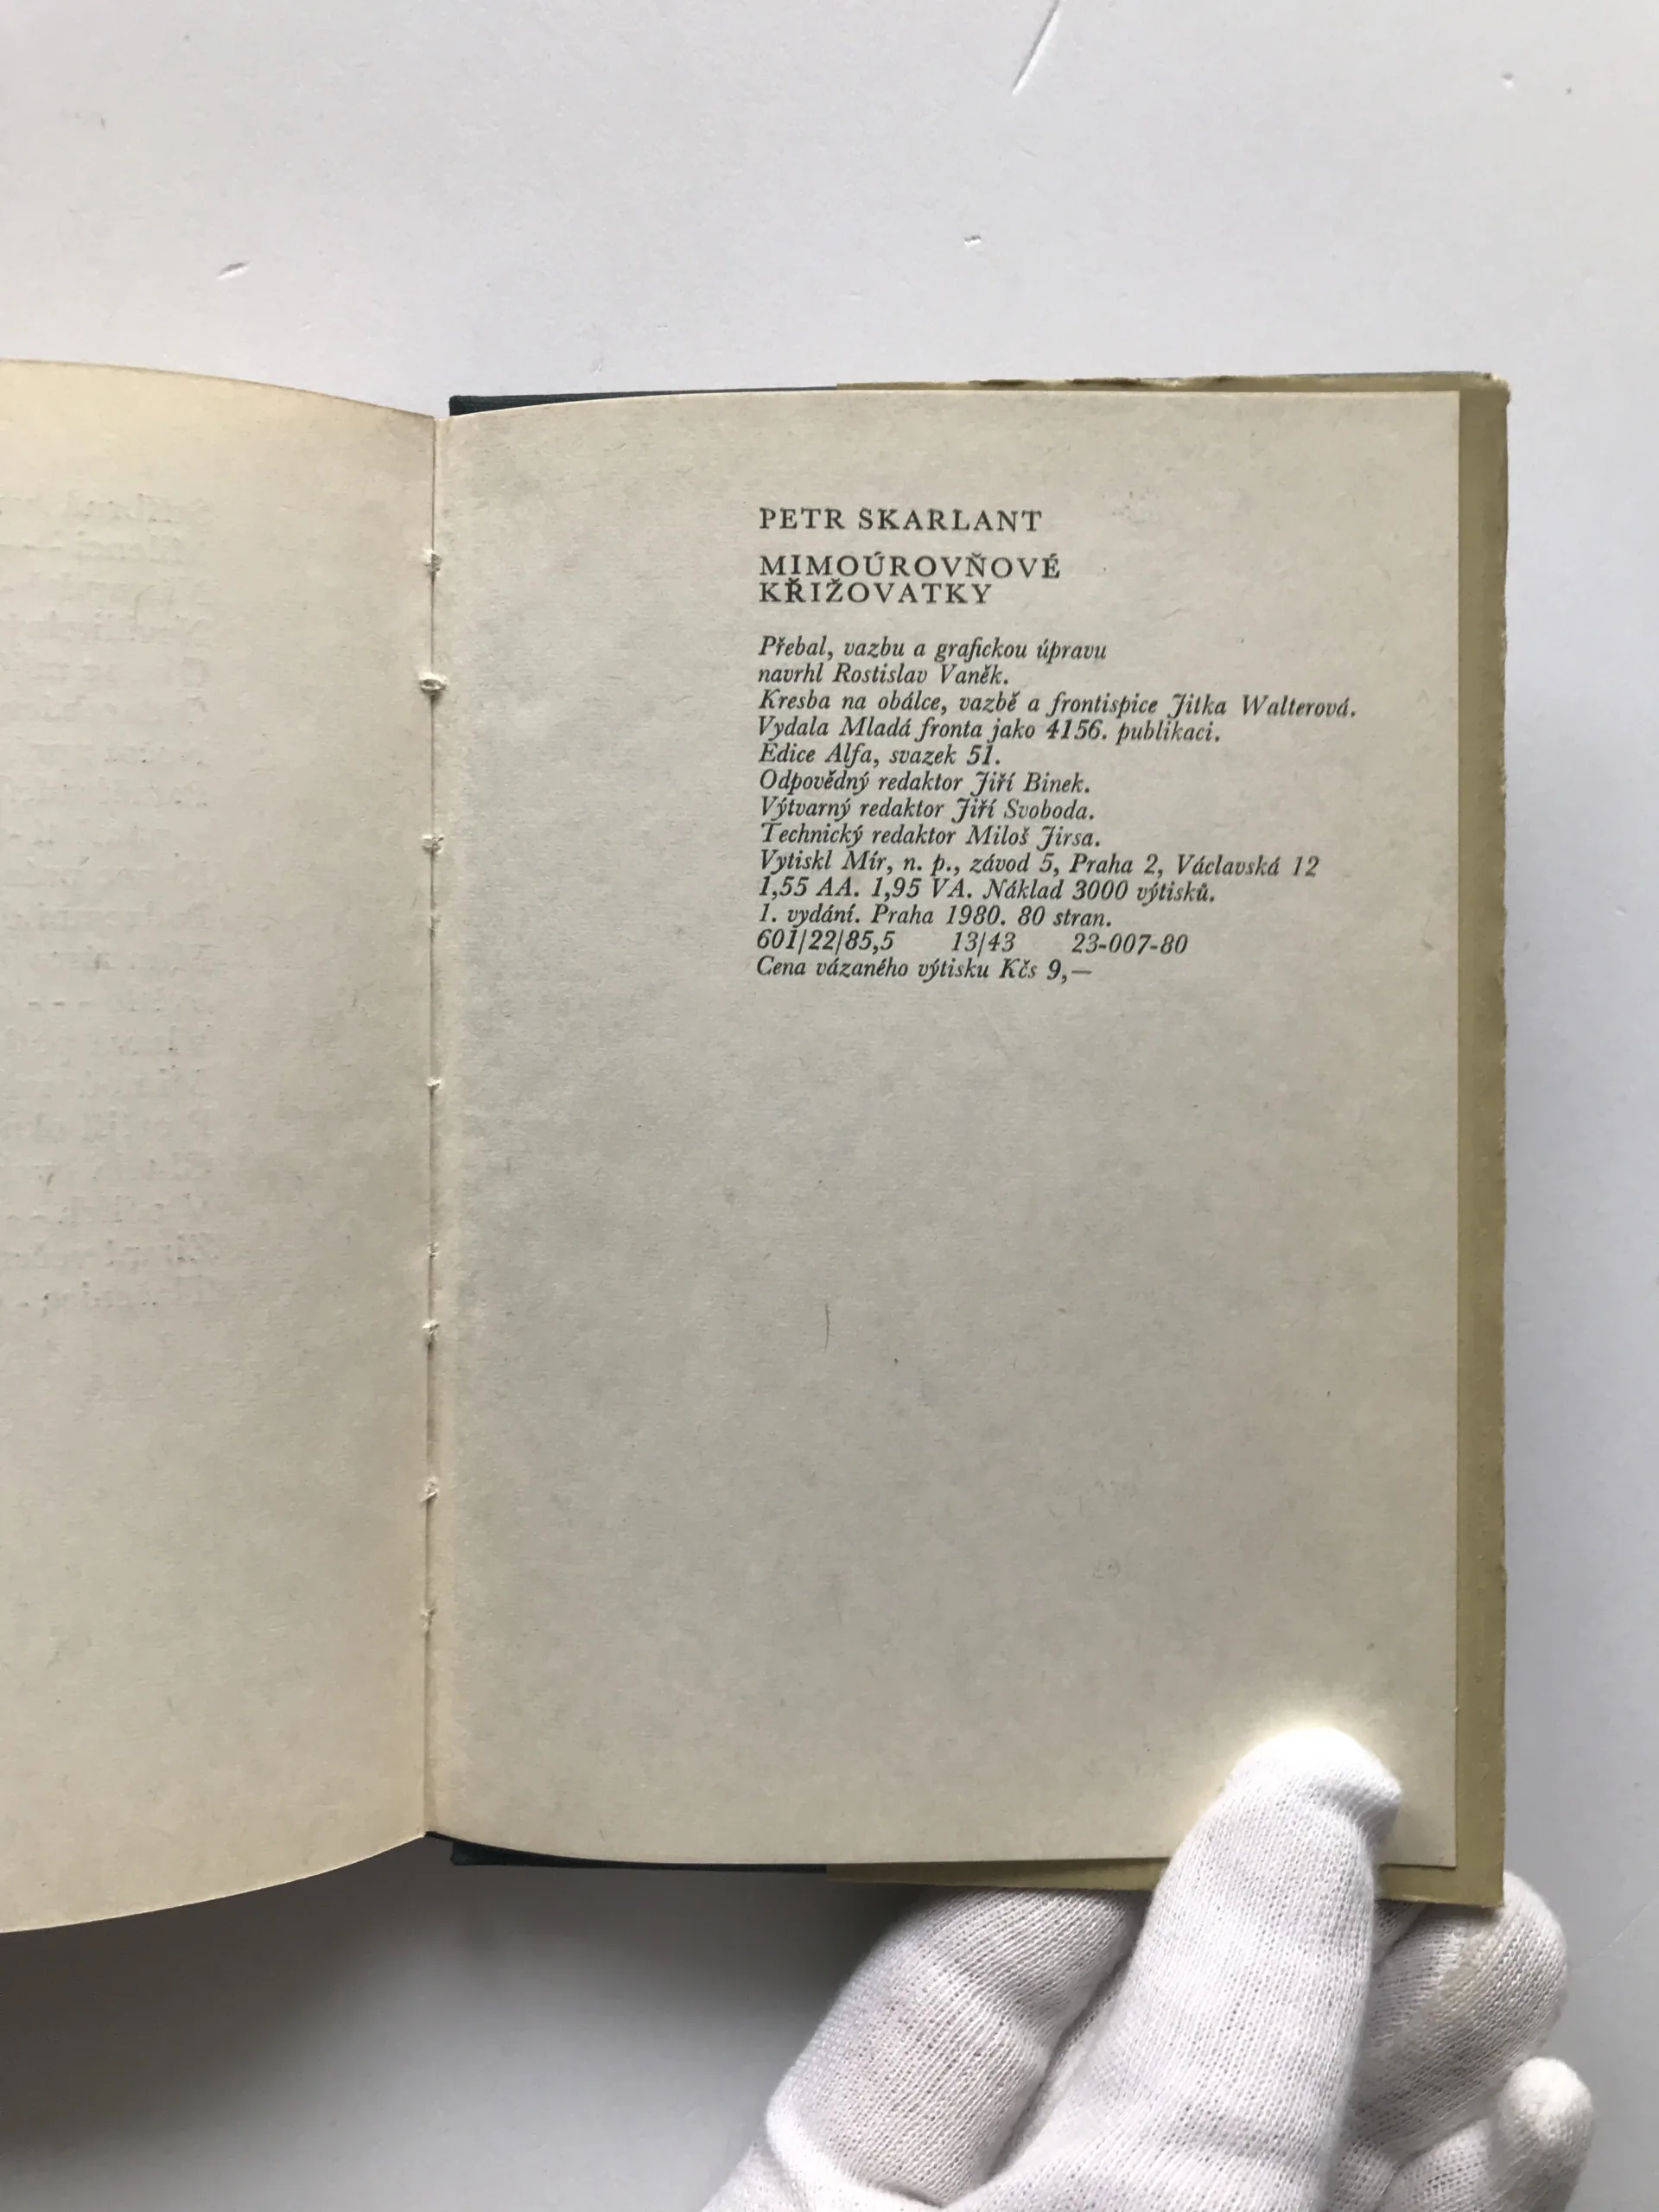 PETR SKARLANT
MIMOÚROVŇOVÉ
KŘIŽOVATKY
Přebal, vazbu a grafickou úpravu
navrhl Rostislav Vaněk.
Kresba na obálce, vazbě a frontispice Jitka Walterová.
Vydala Mladá fronta jako 4156. publikaci.
Edice Alfa, svazek 51.
Odpovědný redaktor Jiří Binek.
Výtvarný redaktor Jiří Svoboda.
Technický redaktor Miloš Jirsa.
Vytiskl Mír, n. p., závod 5, Praha 2, Václavská 12
1,55 AA. 1,95 VA. Náklad 3000 výtisků.
1. vydání. Praha 1980. 80 stran.
601/22/85,5 13/43 23-007-80
Cena vázaného výtisku Kčs 9,—